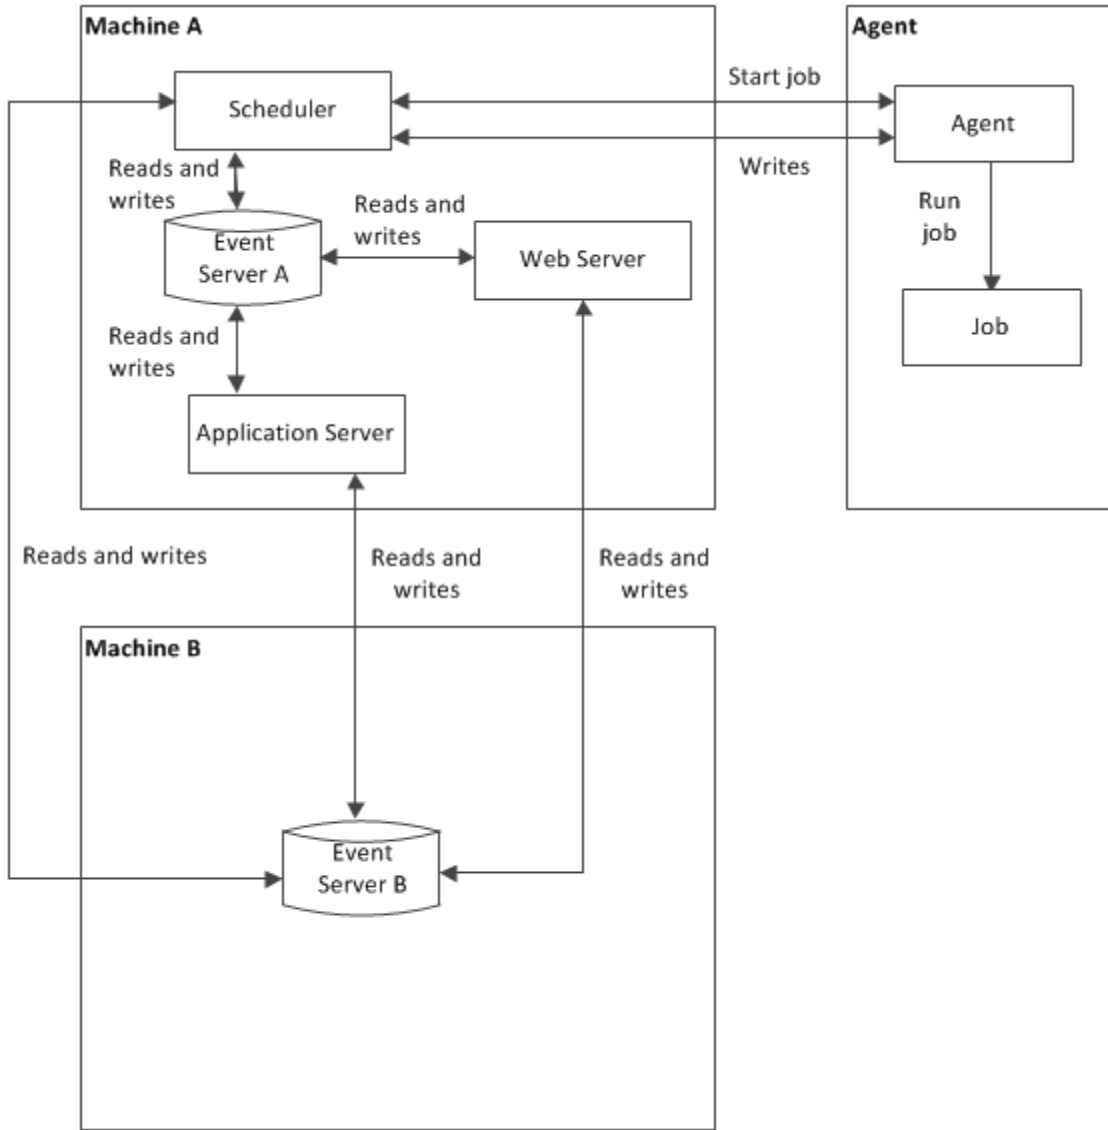 Machine A
Agent
Start job
Scheduler
Agent
Writes
Reads and
writes
Reads and
writes
Run
job
Event
Server A
Web Server
Job
Reads and
writes
Application Server
Reads and writes
Reads and
writes
Reads and
writes
Machine B
Event
Server B